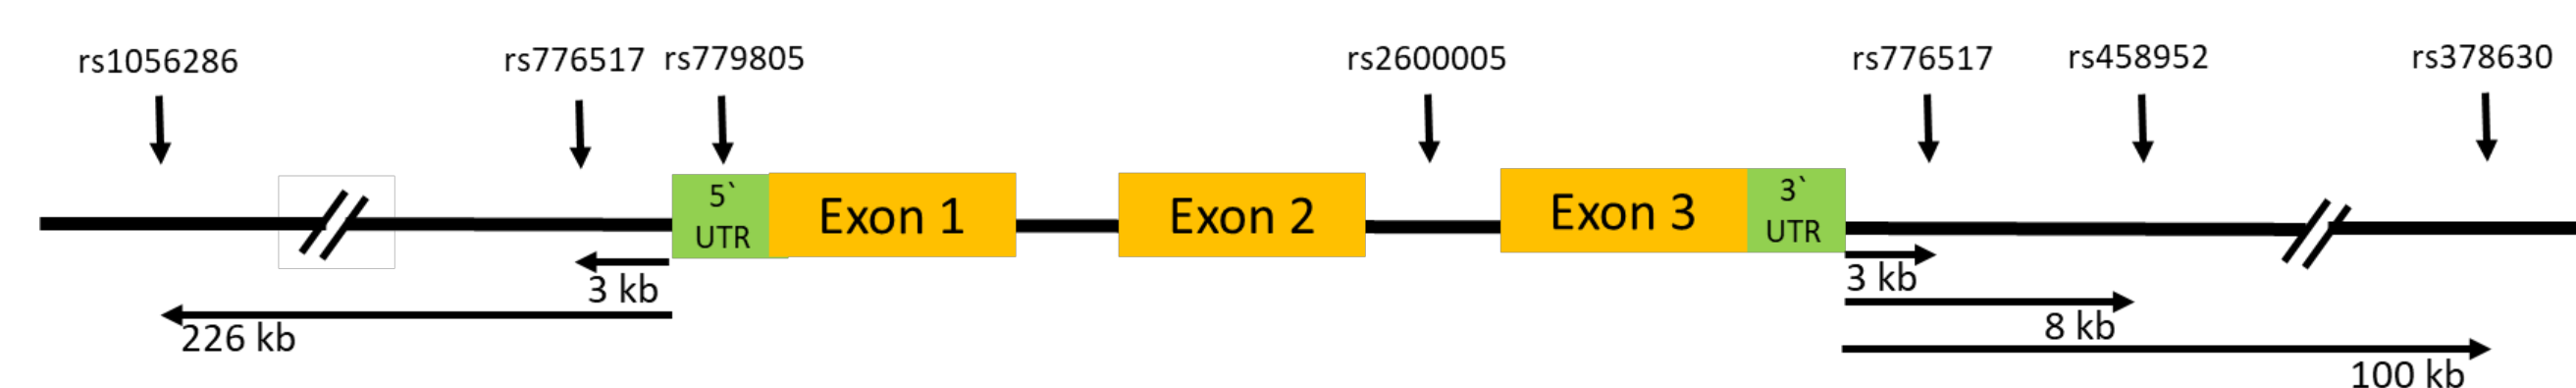 rs1056286
rs776517 rs779805
rs2600005
rs776517
rs458952
rs378630
5`
UTR
Exon 1
Exon 2
Exon 3
3`
UTR
3 kb
226 kb
3 kb
8 kb
100 kb